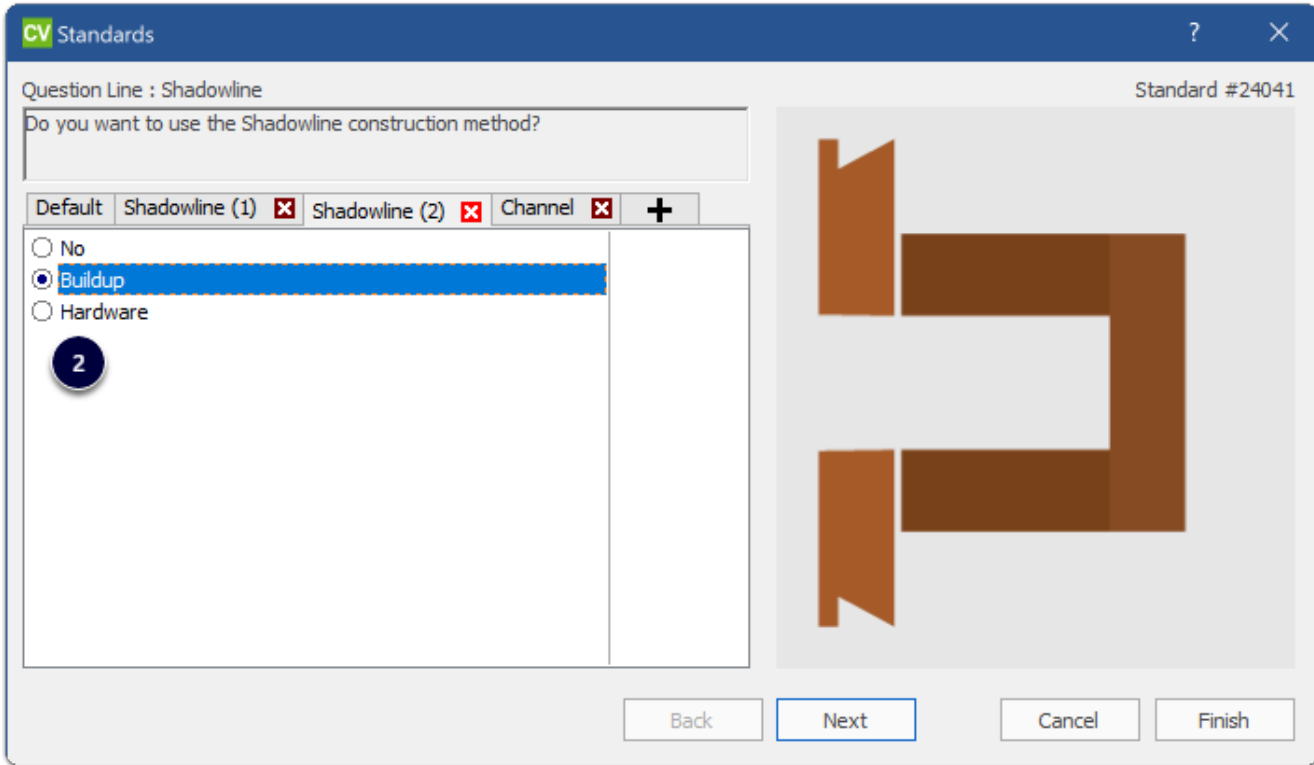 CV Standards ?
Question Line : Shadowline Standard #24041
Do you want to use the Shadowline construction method?
Default Shadowline (1) Shadowline (2) Channel +
No
Buildup
Hardware
2
Back Next Cancel Finish